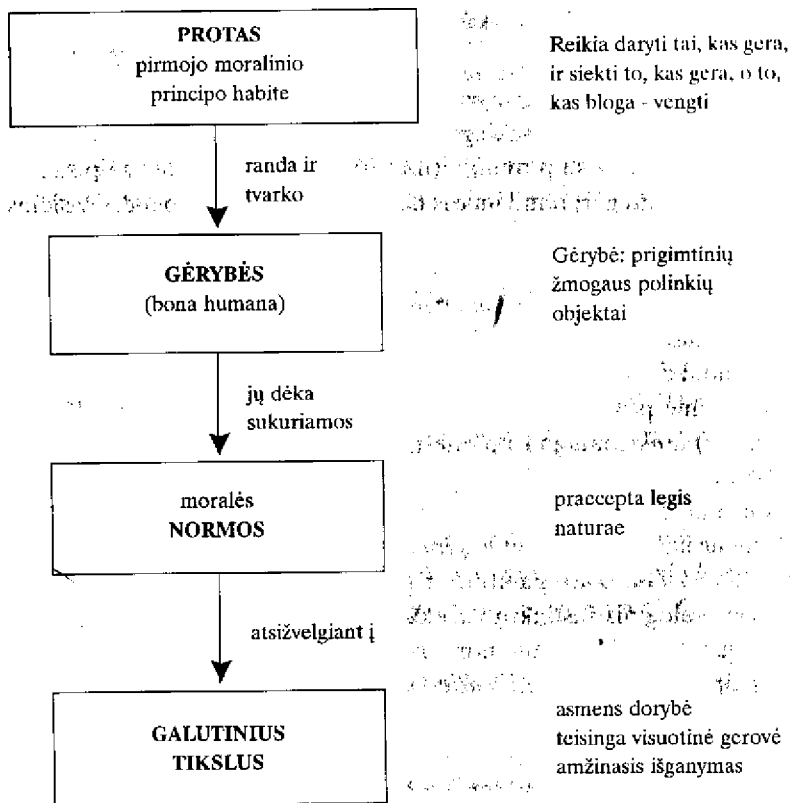 PROTAS
pirmojo moralinio
principo habite
Reikia daryti tai, kas gera,
ir siekti to, kas gera, o to,
kas bloga - vengti
randa ir
tvarko
GĖRYBĖS
(bona humana)
Gėrybė: prigimtinių
žmogaus polinkių
objektai
jų dėka
sukuriamos
moralės
NORMOS
praecepta legis
naturae
atsižvelgiant į
GALUTINIUS
TIKSLUS
asmens dorybė
teisinga visuotinė gerovė
amžinasis išganymas